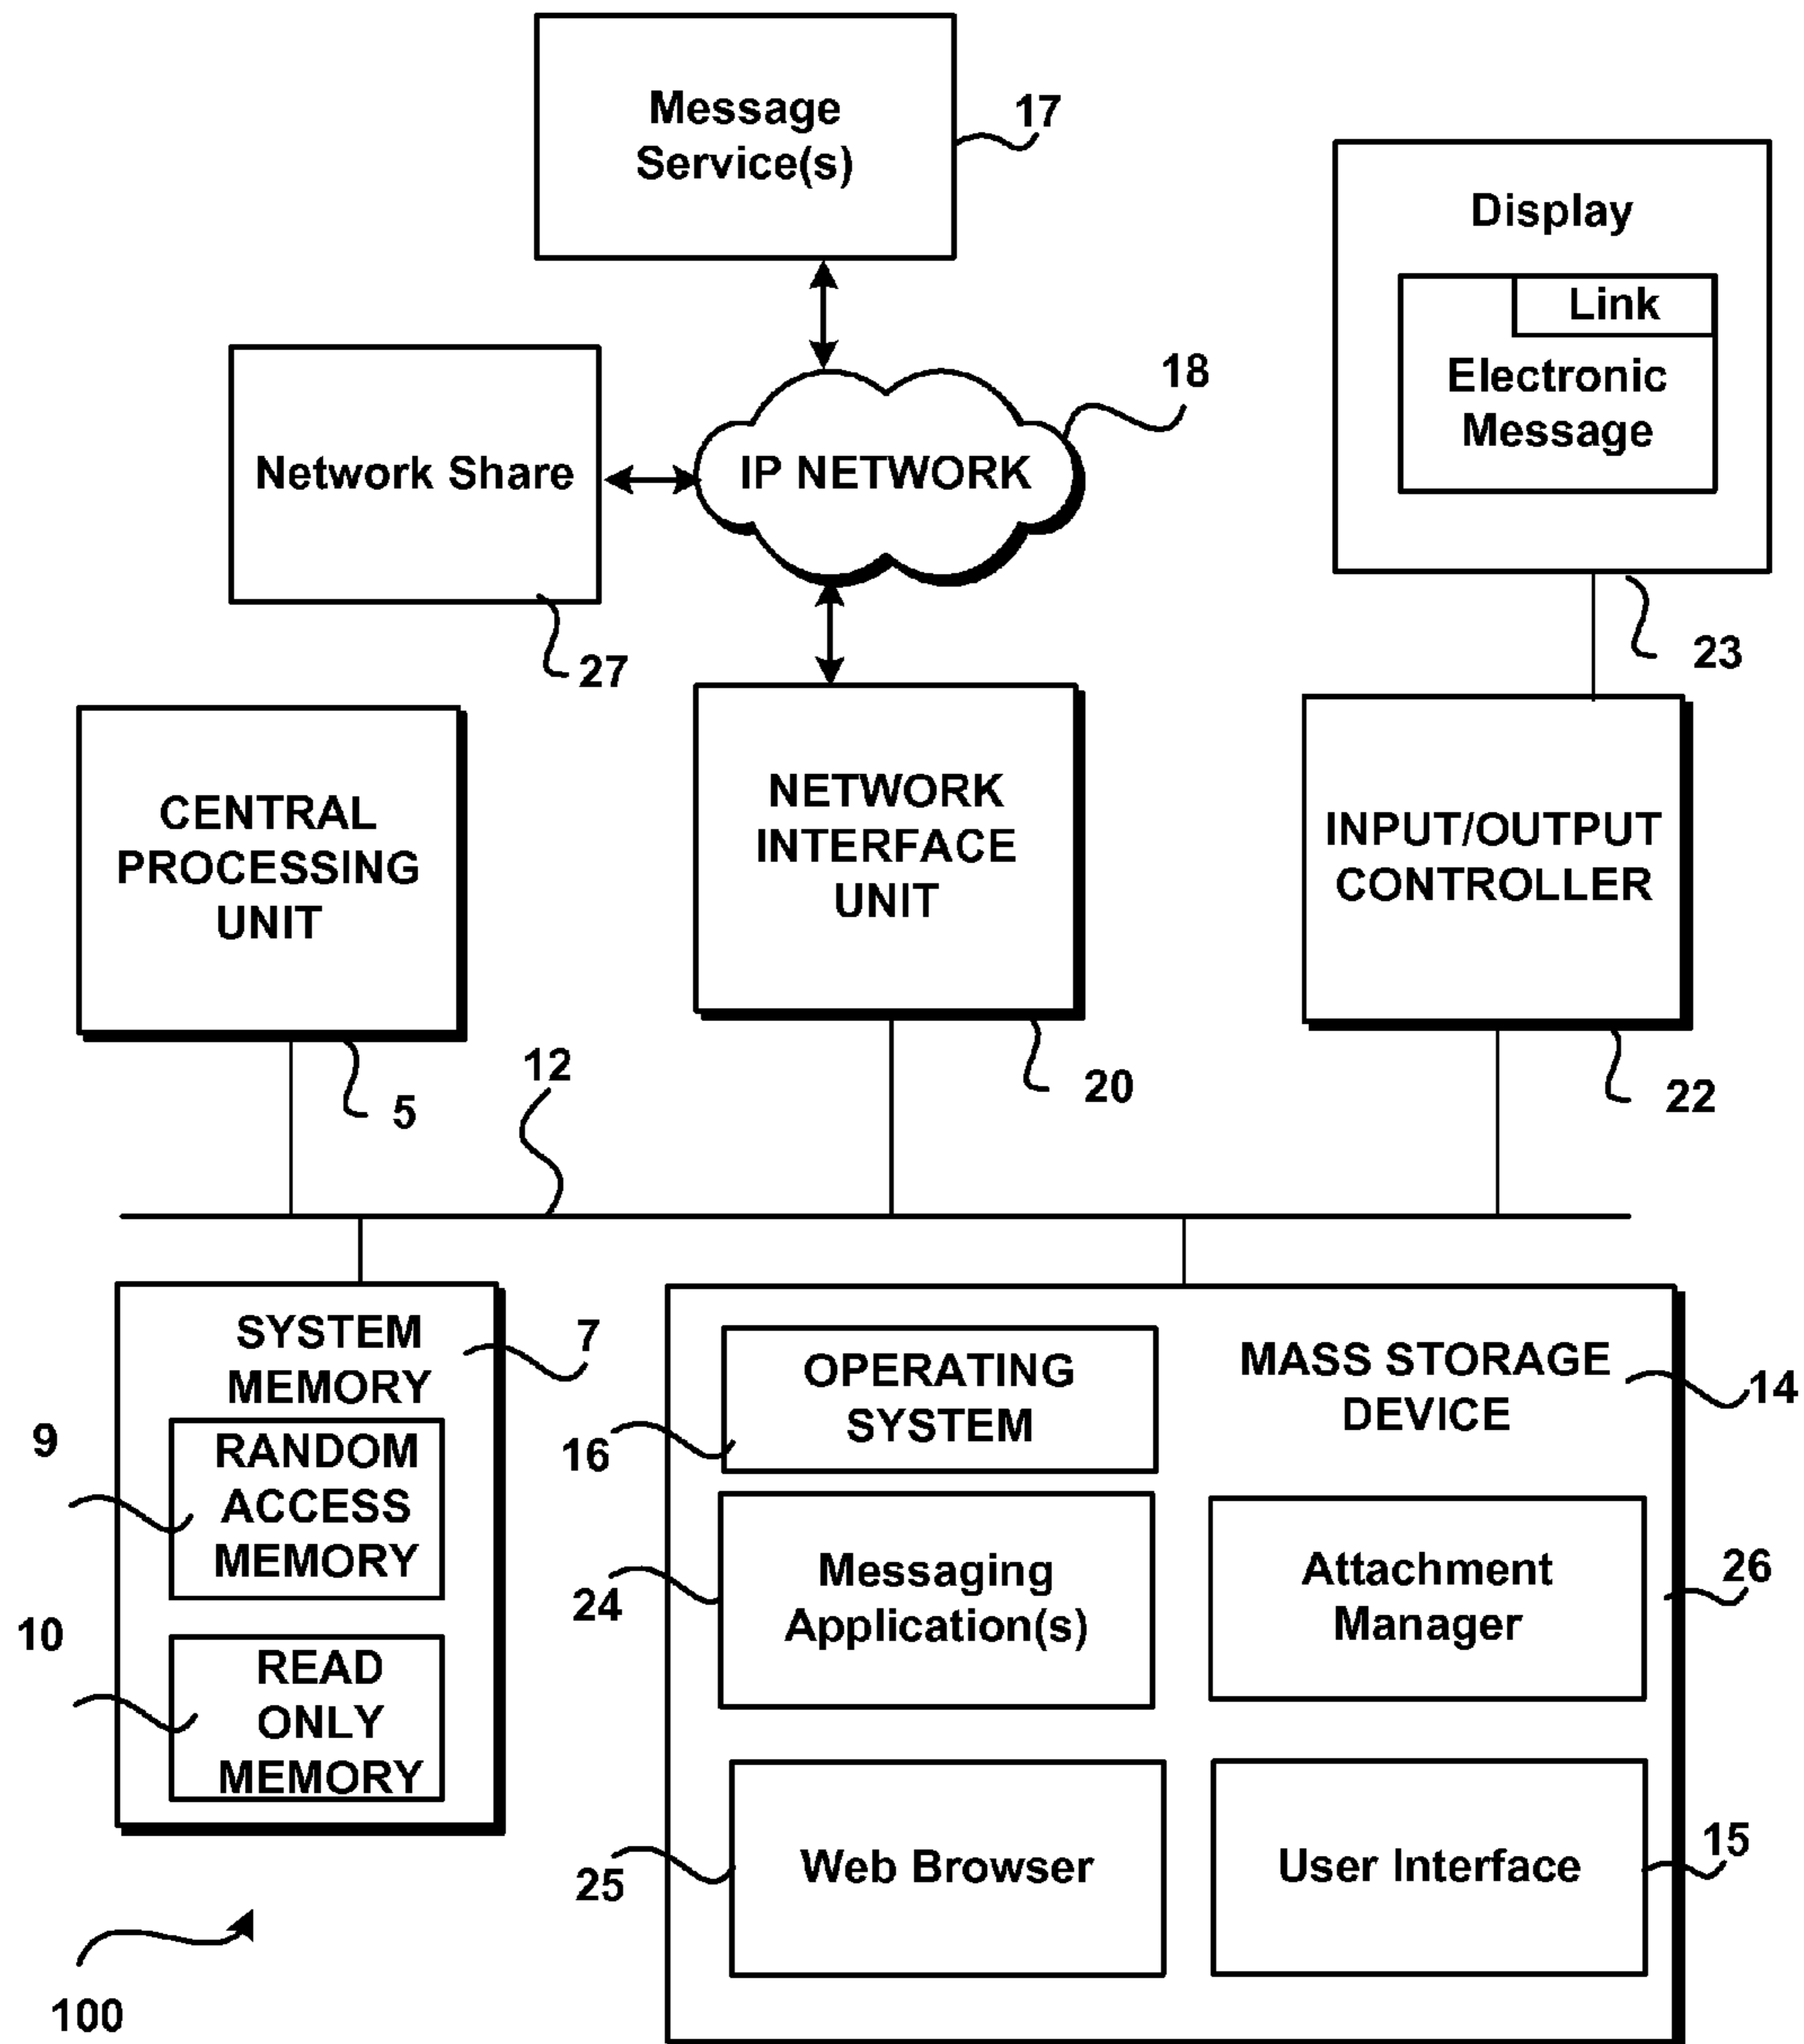 Message
Service(s)
17
Display
Link
Electronic
Message
23
Network Share
27
IP NETWORK
18
CENTRAL
PROCESSING
UNIT
5
NETWORK
INTERFACE
UNIT
20
INPUT/OUTPUT
CONTROLLER
22
12
SYSTEM
MEMORY
7
RANDOM
ACCESS
MEMORY
9
READ
ONLY
MEMORY
10
MASS STORAGE
DEVICE
14
OPERATING
SYSTEM
16
Messaging
Application(s)
24
Attachment
Manager
26
Web Browser
25
User Interface
15
100